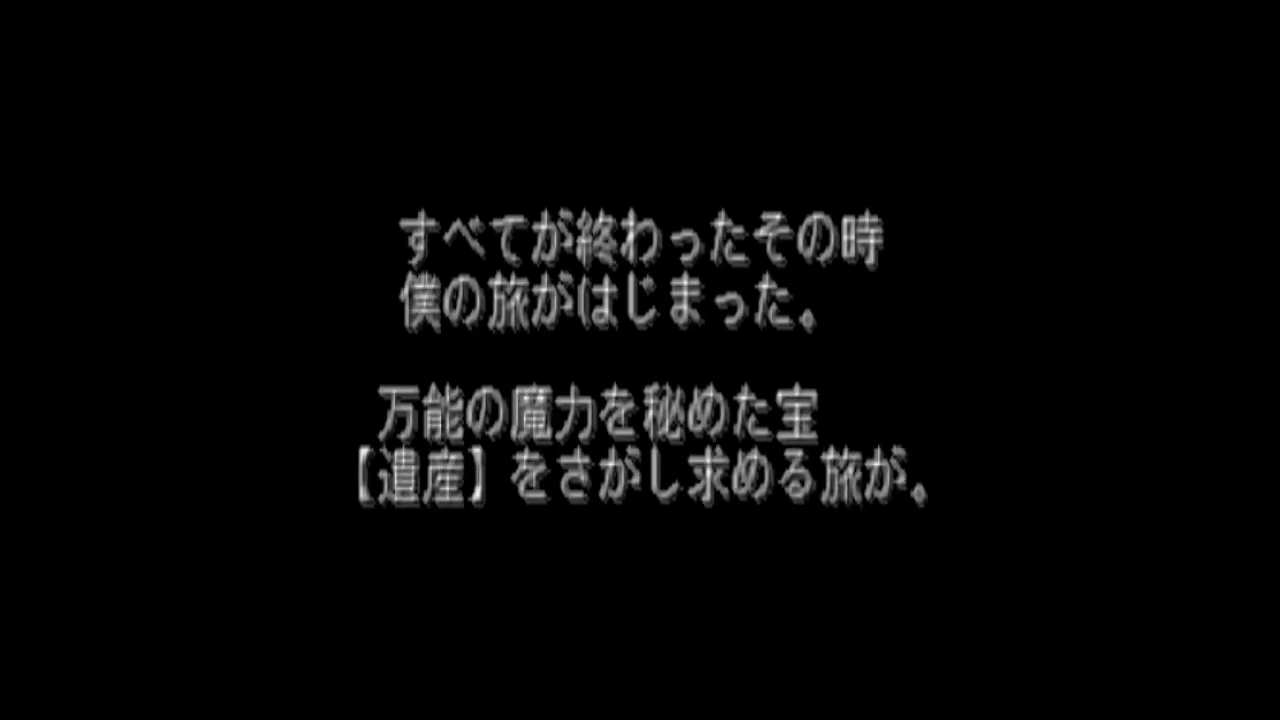 すべてが終わったその時
僕の旅がはじまった。
万能の魔力を秘めた宝
【遺産】をさがし求める旅が。